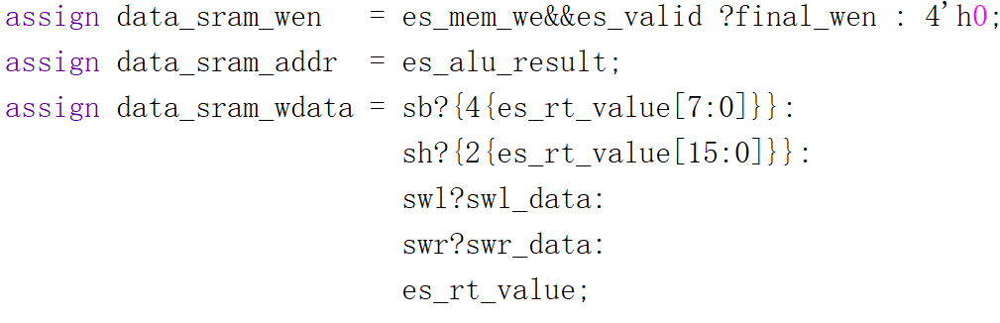 assign data_sram_wen   = es_mem_we&&es_valid ?final_wen : 4'h0;
assign data_sram_addr  = es_alu_result;
assign data_sram_wdata = sb?{4{es_rt_value[7:0]}}:
                         sh?{2{es_rt_value[15:0]}}:
                         swl?swl_data:
                         swr?swr_data:
                         es_rt_value;